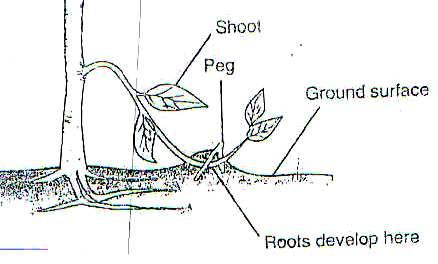 Shoot
Peg
Ground surface
Roots develop here